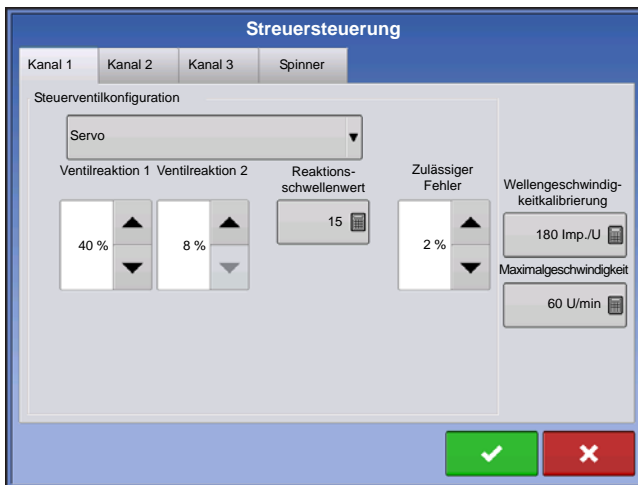 Streuersteuerung
Kanal 1 Kanal 2 Kanal 3 Spinner
Steuerventilkonfiguration
Servo
Ventilreaktion 1 Ventilreaktion 2
Reaktions-
schwellenwert
Zulässiger
Fehler
40 %
8 %
15
2 %
Wellengeschwindig-
keitkalibrierung
180 Imp./U
Maximalgeschwindigkeit
60 U/min